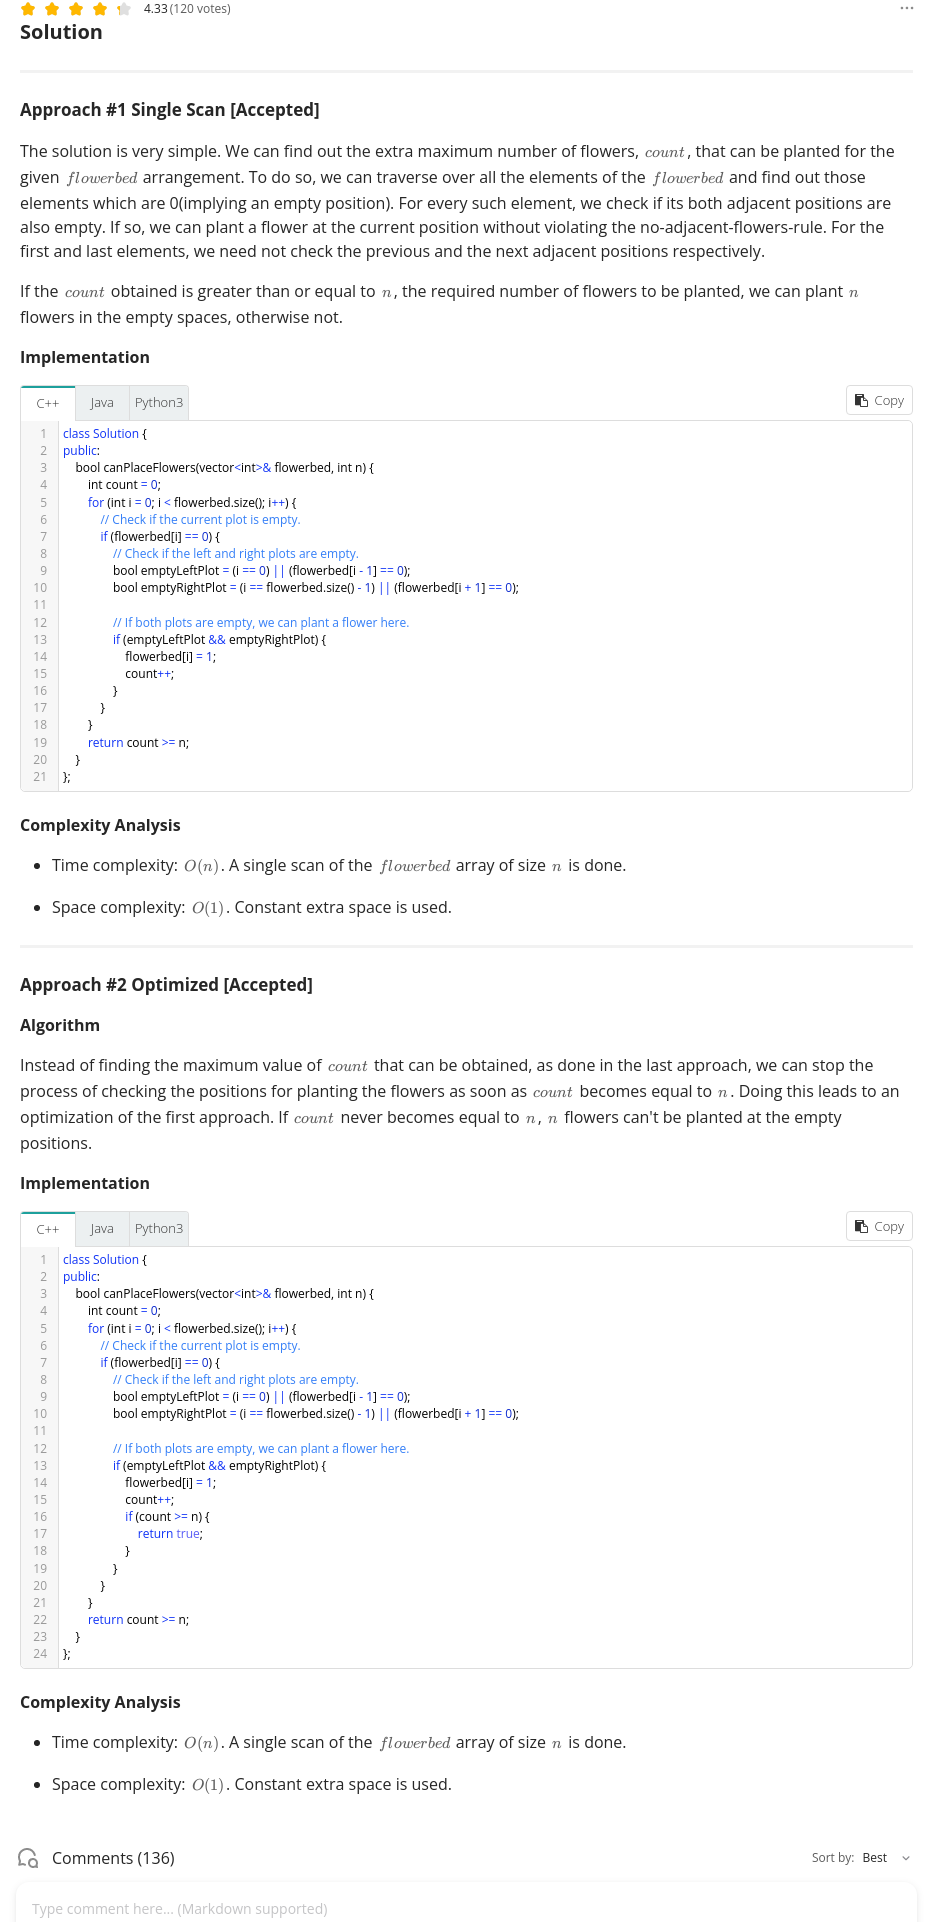 4.33 (120 votes)
Solution
Approach #1 Single Scan [Accepted]
The solution is very simple. We can find out the extra maximum number of flowers, count, that can be planted for the
given flowerbed arrangement. To do so, we can traverse over all the elements of the flowerbed and find out those
elements which are 0(implying an empty position). For every such element, we check if its both adjacent positions are
also empty. If so, we can plant a flower at the current position without violating the no-adjacent-flowers-rule. For the
first and last elements, we need not check the previous and the next adjacent positions respectively.
If the count obtained is greater than or equal to n, the required number of flowers to be planted, we can plant n
flowers in the empty spaces, otherwise not.
Implementation
C++ Java Python3 Copy
1 class Solution {
2 public:
3 bool canPlaceFlowers(vector<int>& flowerbed, int n) {
4 int count = 0;
5 for (int i = 0; i < flowerbed.size(); i++) {
6 // Check if the current plot is empty.
7 if (flowerbed[i] == 0) {
8 // Check if the left and right plots are empty.
9 bool emptyLeftPlot = (i == 0) || (flowerbed[i - 1] == 0);
10 bool emptyRightPlot = (i == flowerbed.size() - 1) || (flowerbed[i + 1] == 0);
11
12 // If both plots are empty, we can plant a flower here.
13 if (emptyLeftPlot && emptyRightPlot) {
14 flowerbed[i] = 1;
15 count++;
16 }
17 }
18 }
19 return count >= n;
20 }
21 };
Complexity Analysis
• Time complexity: O(n). A single scan of the flowerbed array of size n is done.
• Space complexity: O(1). Constant extra space is used.
Approach #2 Optimized [Accepted]
Algorithm
Instead of finding the maximum value of count that can be obtained, as done in the last approach, we can stop the
process of checking the positions for planting the flowers as soon as count becomes equal to n. Doing this leads to an
optimization of the first approach. If count never becomes equal to n, n flowers can't be planted at the empty
positions.
Implementation
C++ Java Python3 Copy
1 class Solution {
2 public:
3 bool canPlaceFlowers(vector<int>& flowerbed, int n) {
4 int count = 0;
5 for (int i = 0; i < flowerbed.size(); i++) {
6 // Check if the current plot is empty.
7 if (flowerbed[i] == 0) {
8 // Check if the left and right plots are empty.
9 bool emptyLeftPlot = (i == 0) || (flowerbed[i - 1] == 0);
10 bool emptyRightPlot = (i == flowerbed.size() - 1) || (flowerbed[i + 1] == 0);
11
12 // If both plots are empty, we can plant a flower here.
13 if (emptyLeftPlot && emptyRightPlot) {
14 flowerbed[i] = 1;
15 count++;
16 if (count >= n) {
17 return true;
18 }
19 }
20 }
21 }
22 return count >= n;
23 }
24 };
Complexity Analysis
• Time complexity: O(n). A single scan of the flowerbed array of size n is done.
• Space complexity: O(1). Constant extra space is used.
Comments (136) Sort by: Best
Type comment here... (Markdown supported)